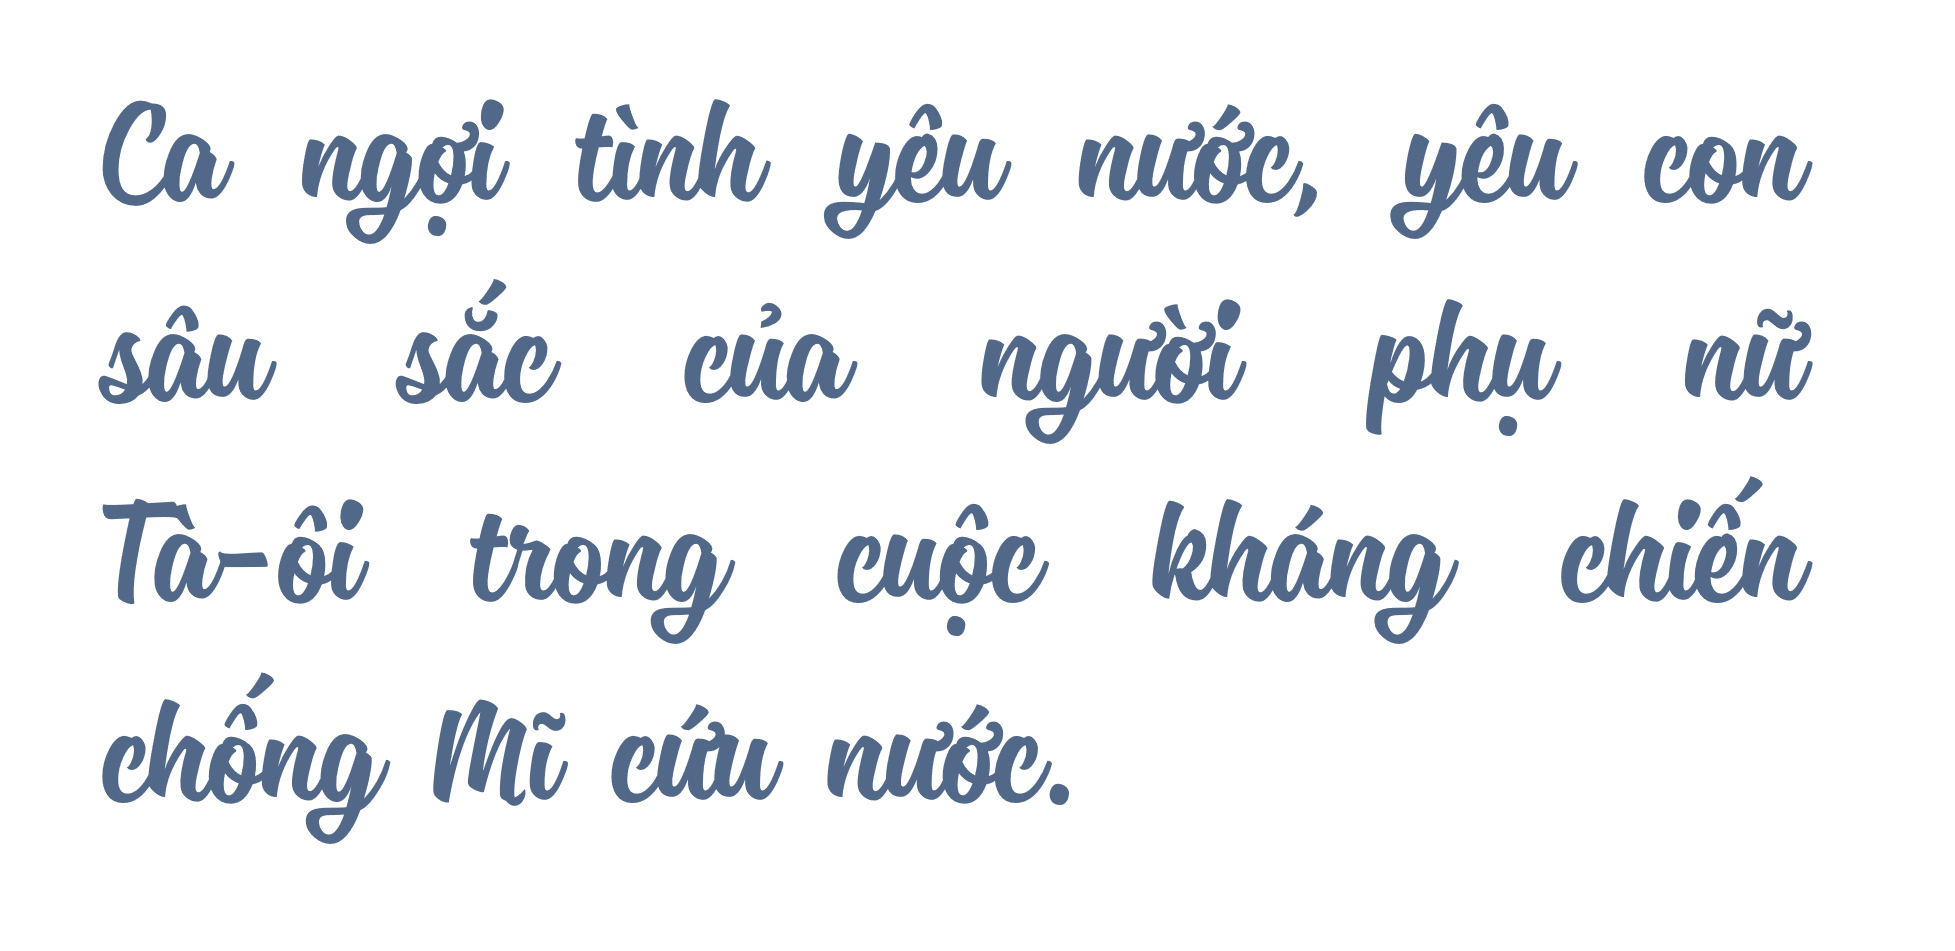 Ca ngợi tình yêu nước, yêu con
sâu sắc của người phụ nữ
Tà-ôi trong cuộc kháng chiến
chống Mĩ cứu nước.